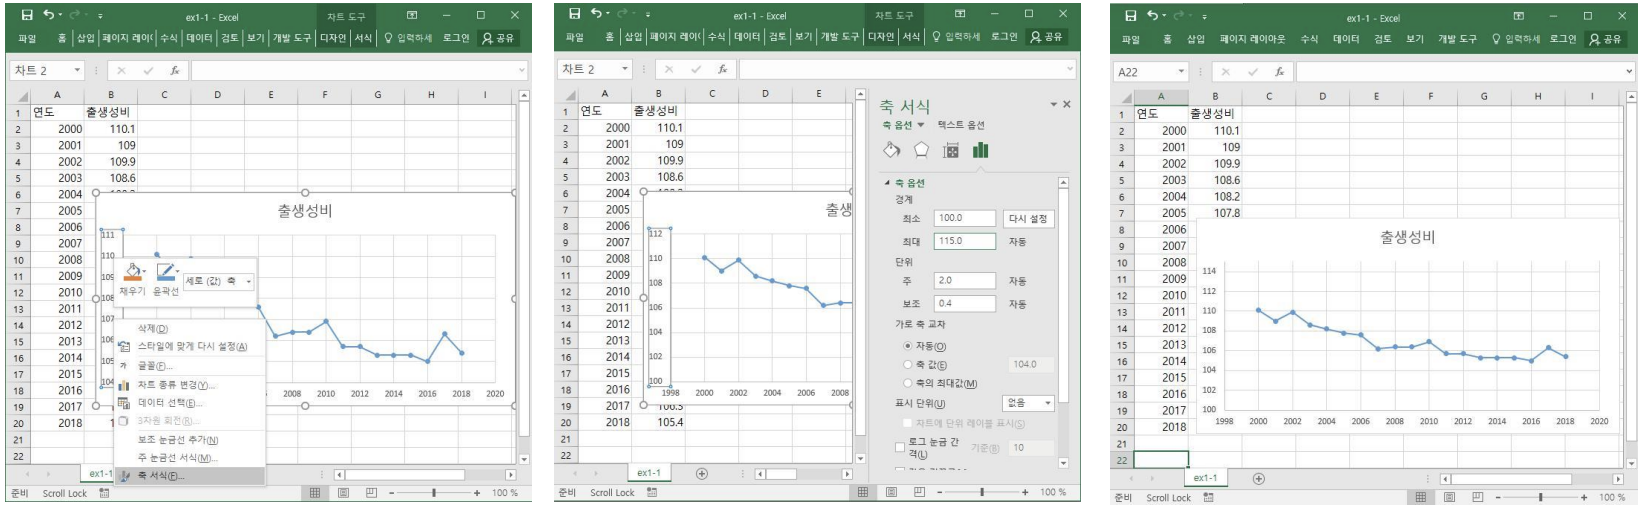 ex1-1 - Excel 차트 도구
파일 홈 삽입 페이지 레이( 수식 데이터 검토 보기 개발 도구 디자인 서식 입력하세 로그인 공유
차트 2 fx
A B C D E F G H I
1 연도 출생성비
2 2000 110.1
3 2001 109
4 2002 109.9
5 2003 108.6
6 2004
7 2005
8 2006
9 2007
10 2008
11 2009
12 2010
13 2011
14 2012
15 2013
16 2014
17 2015
18 2016
19 2017
20 2018
21
22
출생성비
111
110
109
108
107
106
105
104
2008 2010 2012 2014 2016 2018 2020
채우기 윤곽선 세로 (값) 축
삭제(D)
스타일에 맞게 다시 설정(A)
가 글꼴(F)...
차트 종류 변경(Y)...
데이터 선택(E)...
3차원 회전(R)...
보조 눈금선 추가(N)
주 눈금선 서식(M)...
축 서식(F)...
ex1-1
준비 Scroll Lock 100 %
ex1-1 - Excel 차트 도구
파일 홈 삽입 페이지 레이( 수식 데이터 검토 보기 개발 도구 디자인 서식 입력하세 로그인 공유
차트 2 fx
A B C D E
1 연도 출생성비
2 2000 110.1
3 2001 109
4 2002 109.9
5 2003 108.6
6 2004
7 2005
8 2006
9 2007
10 2008
11 2009
12 2010
13 2011
14 2012
15 2013
16 2014
17 2015
18 2016
19 2017 106.3
20 2018 105.4
21
22
출생
112
110
108
106
104
102
100
1998 2000 2002 2004 2006 2008
축 서식
축 옵션 텍스트 옵션
축 옵션
경계
최소 100.0 다시 설정
최대 115.0 자동
단위
주 2.0 자동
보조 0.4 자동
가로 축 교차
자동(O)
축 값(E) 104.0
축의 최대값(M)
표시 단위(U) 없음
차트에 단위 레이블 표시(S)
로그 눈금 간격(L) 기준(B) 10
ex1-1
준비 Scroll Lock 100 %
ex1-1 - Excel
파일 홈 삽입 페이지 레이아웃 수식 데이터 검토 보기 개발 도구 입력하세 로그인 공유
A22 fx
A B C D E F G H I
1 연도 출생성비
2 2000 110.1
3 2001 109
4 2002 109.9
5 2003 108.6
6 2004 108.2
7 2005 107.8
8 2006
9 2007
10 2008
11 2009
12 2010
13 2011
14 2012
15 2013
16 2014
17 2015
18 2016
19 2017
20 2018
21
22
출생성비
114
112
110
108
106
104
102
100
1998 2000 2002 2004 2006 2008 2010 2012 2014 2016 2018 2020
ex1-1
준비 Scroll Lock 100 %